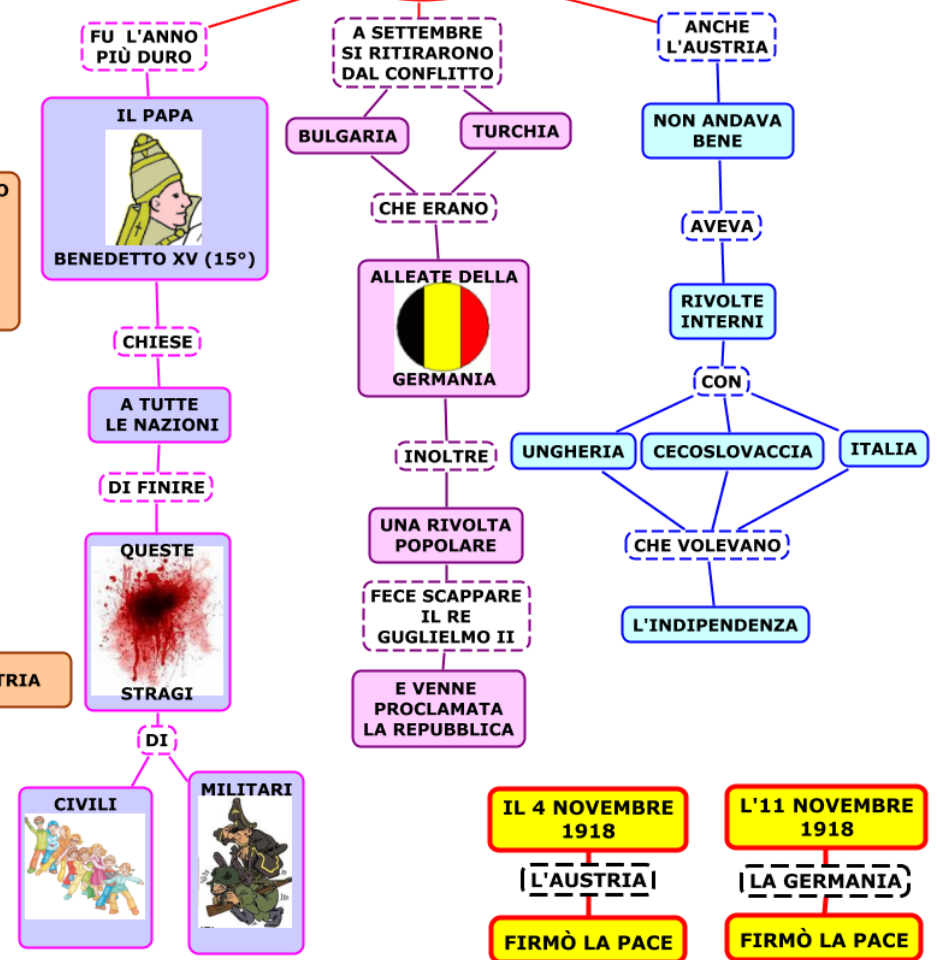 FU L'ANNO
PIÙ DURO
IL PAPA
BENEDETTO XV (15°)
CHIESE
A TUTTE
LE NAZIONI
DI FINIRE
QUESTE
STRAGI
DI
CIVILI
MILITARI
A SETTEMBRE
SI RITIRARONO
DAL CONFLITTO
BULGARIA
TURCHIA
CHE ERANO
ALLEATE DELLA
GERMANIA
INOLTRE
UNA RIVOLTA
POPOLARE
FECE SCAPPARE
IL RE
GUGLIELMO II
E VENNE
PROCLAMATA
LA REPUBBLICA
ANCHE
L'AUSTRIA
NON ANDAVA
BENE
AVEVA
RIVOLTE
INTERNI
CON
UNGHERIA
CECOSLOVACCIA
ITALIA
CHE VOLEVANO
L'INDIPENDENZA
IL 4 NOVEMBRE
1918
L'AUSTRIA
FIRMÒ LA PACE
L'11 NOVEMBRE
1918
LA GERMANIA
FIRMÒ LA PACE
O
TRIA